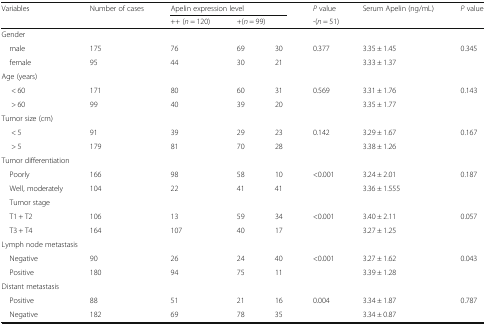 Variables Number of cases Apelin expression level P value Serum Apelin (ng/mL) P value
++ (n = 120) +(n = 99) -(n = 51)
Gender
male 175 76 69 30 0.377 3.35 ± 1.45 0.345
female 95 44 30 21 3.33 ± 1.37
Age (years)
< 60 171 80 60 31 0.569 3.31 ± 1.76 0.143
> 60 99 40 39 20 3.35 ± 1.77
Tumor size (cm)
< 5 91 39 29 23 0.142 3.29 ± 1.67 0.167
> 5 179 81 70 28 3.38 ± 1.26
Tumor differentiation
Poorly 166 98 58 10 <0.001 3.24 ± 2.01 0.187
Well, moderately 104 22 41 41 3.36 ± 1.555
Tumor stage
T1 + T2 106 13 59 34 <0.001 3.40 ± 2.11 0.057
T3 + T4 164 107 40 17 3.27 ± 1.25
Lymph node metastasis
Negative 90 26 24 40 <0.001 3.27 ± 1.62 0.043
Positive 180 94 75 11 3.39 ± 1.28
Distant metastasis
Positive 88 51 21 16 0.004 3.34 ± 1.87 0.787
Negative 182 69 78 35 3.34 ± 0.87